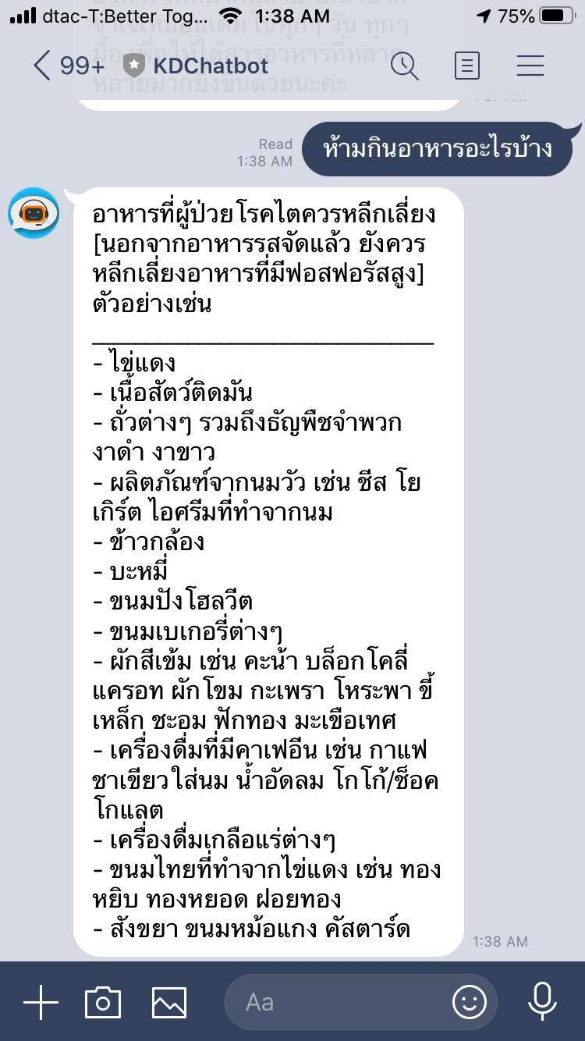 dtac-T:Better Tog... 1:38 AM 75%
99+ KDChatbot
หลายมากยิ่งขึ้นด้วยนะคะ
Read
1:38 AM
ห้ามกินอาหารอะไรบ้าง
อาหารที่ผู้ป่วยโรคไตควรหลีกเลี่ยง
[นอกจากอาหารรสจัดแล้ว ยังควร
หลีกเลี่ยงอาหารที่มีฟอสฟอรัสสูง]
ตัวอย่างเช่น
- ไข่แดง
- เนื้อสัตว์ติดมัน
- ถั่วต่างๆ รวมถึงธัญพืชจำพวก
งาดำ งาขาว
- ผลิตภัณฑ์จากนมวัว เช่น ชีส โย
เกิร์ต ไอศรีมที่ทำจากนม
- ข้าวกล้อง
- บะหมี่
- ขนมปังโฮลวีต
- ขนมเบเกอรี่ต่างๆ
- ผักสีเข้ม เช่น คะน้า บล็อกโคลี่
แครอท ผักโขม กะเพรา โหระพา ขี้
เหล็ก ชะอม ฟักทอง มะเขือเทศ
- เครื่องดื่มที่มีคาเฟอีน เช่น กาแฟ
ชาเขียวใส่นม น้ำอัดลม โกโก้/ช็อค
โกแลต
- เครื่องดื่มเกลือแร่ต่างๆ
- ขนมไทยที่ทำจากไข่แดง เช่น ทอง
หยิบ ทองหยอด ฝอยทอง
- สังขยา ขนมหม้อแกง คัสตาร์ด
1:38 AM
Aa